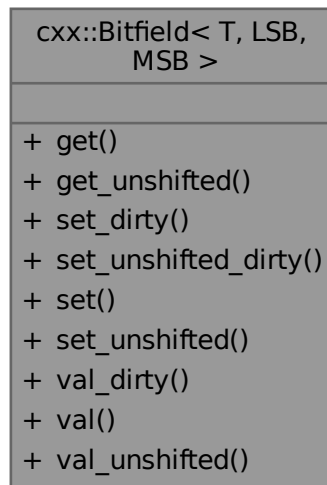 cxx::Bitfield< T, LSB,
MSB >
+ get()
+ get_unshifted()
+ set_dirty()
+ set_unshifted_dirty()
+ set()
+ set_unshifted()
+ val_dirty()
+ val()
+ val_unshifted()